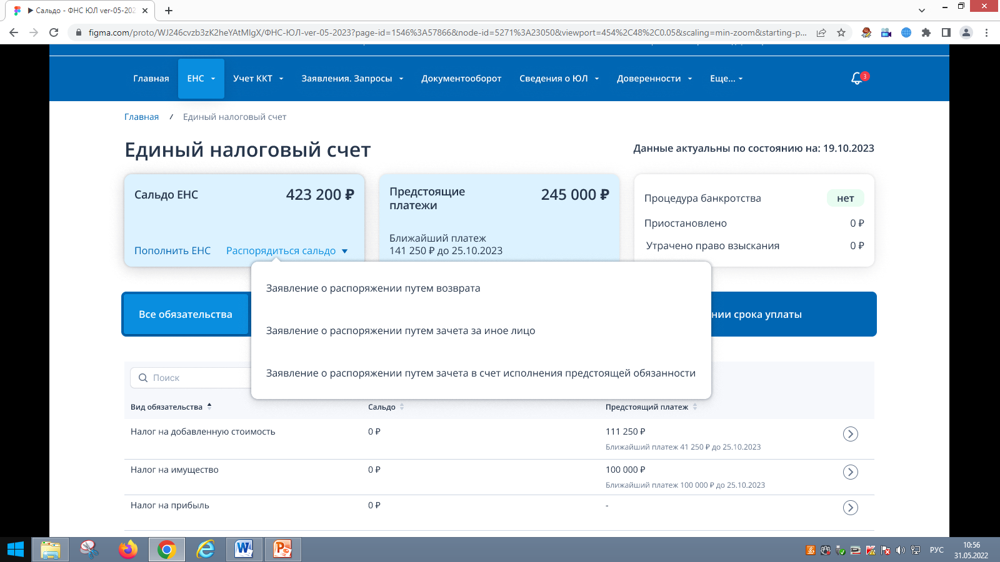 Сальдо - ФНС ЮЛ ver-05-202
figma.com/proto/WJ246cvzb3zK2heYAtMIgX/ФНС-ЮЛ-ver-05-2023?page-id=1546%3A57866&node-id=5271%3A23050&viewport=454%2C48%2C0.05&scaling=min-zoom&starting-p...
Главная ЕНС Учет ККТ Заявления. Запросы Документооборот Сведения о ЮЛ Доверенности Еще... 3
Главная / Единый налоговый счет
Единый налоговый счет
Данные актуальны по состоянию на: 19.10.2023
Сальдо ЕНС 423 200 ₽
Пополнить ЕНС Распорядиться сальдо
Предстоящие
платежи
245 000 ₽
Ближайший платеж
141 250 ₽ до 25.10.2023
Процедура банкротства нет
Приостановлено 0 ₽
Утрачено право взыскания 0 ₽
Заявление о распоряжении путем возврата
Заявление о распоряжении путем зачета за иное лицо
Заявление о распоряжении путем зачета в счет исполнения предстоящей обязанности
Все обязательства
нии срока уплаты
Поиск
Вид обязательства Сальдо Предстоящий платеж
Налог на добавленную стоимость 0 ₽ 111 250 ₽
Ближайший платеж 41 250 ₽ до 25.10.2023
Налог на имущество 0 ₽ 100 000 ₽
Ближайший платеж 100 000 ₽ до 25.10.2023
Налог на прибыль 0 ₽ -
РУС
10:56
31.05.2022